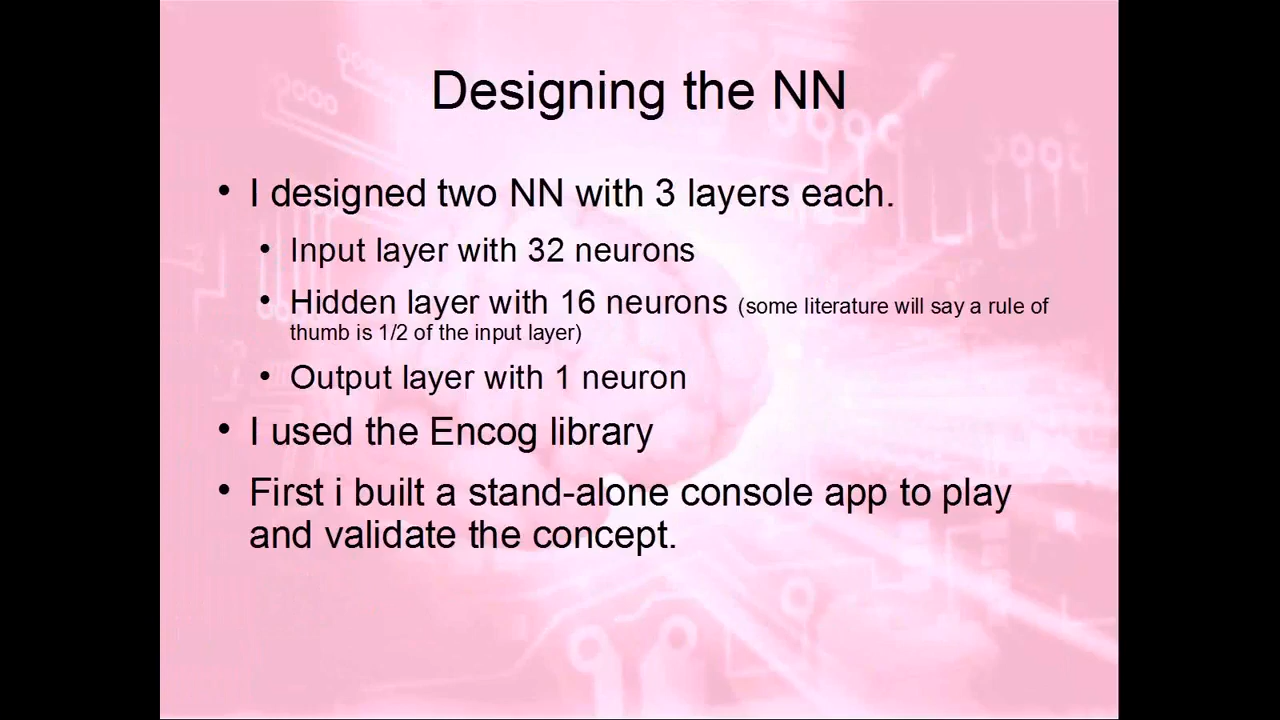 Designing the NN
• I designed two NN with 3 layers each.
• Input layer with 32 neurons
• Hidden layer with 16 neurons (some literature will say a rule of
thumb is 1/2 of the input layer)
• Output layer with 1 neuron
• I used the Encog library
• First i built a stand-alone console app to play
and validate the concept.